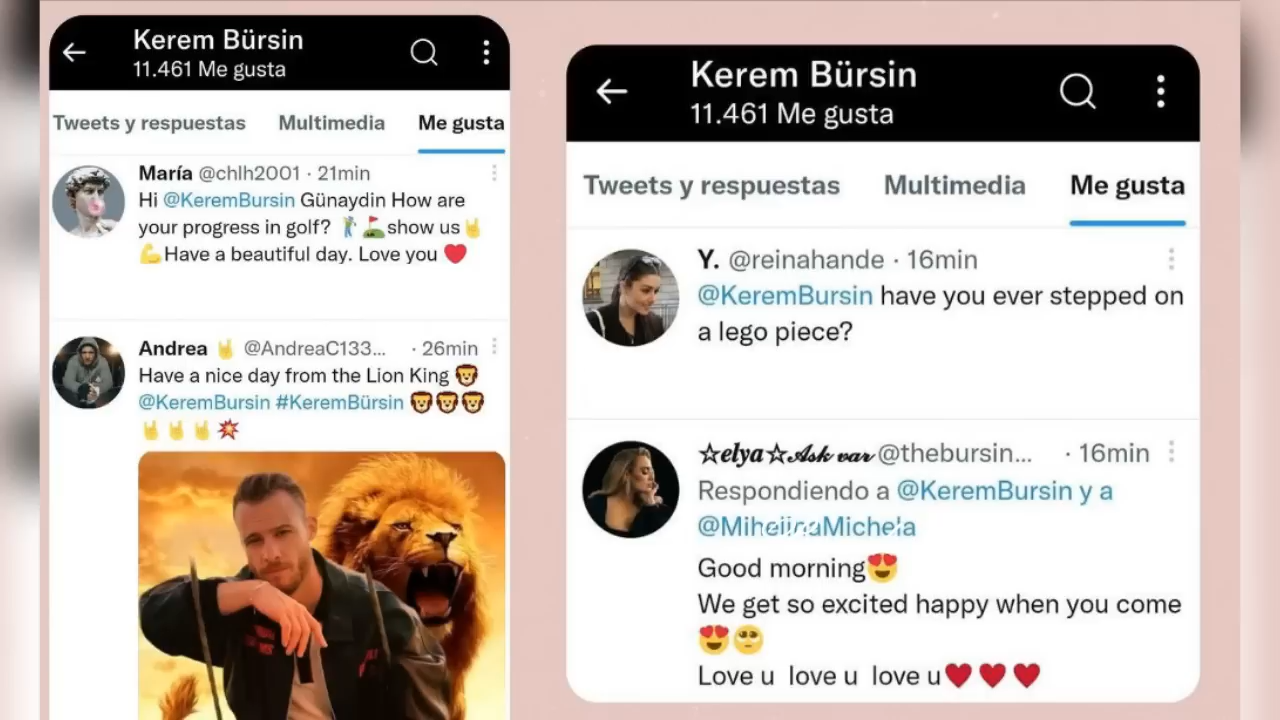 Kerem Bürsin
11.461 Me gusta
Tweets y respuestas Multimedia Me gusta
María @chlh2001 · 21min
Hi @KeremBursin Günaydin How are
your progress in golf? 🏌️⛳show us🤘
💪Have a beautiful day. Love you ❤️
Andrea 🤘 @AndreaC133... · 26min
Have a nice day from the Lion King 🦁
@KeremBursin #KeremBürsin 🦁🦁🦁
🤘🤘🤘💥
Kerem Bürsin
11.461 Me gusta
Tweets y respuestas Multimedia Me gusta
Y. @reinahande · 16min
@KeremBursin have you ever stepped on
a lego piece?
☆elya☆Ask var @thebursin... · 16min
Respondiendo a @KeremBursin y a
Good morning😍
We get so excited happy when you come
😍🥺
Love u love u love u❤️❤️❤️